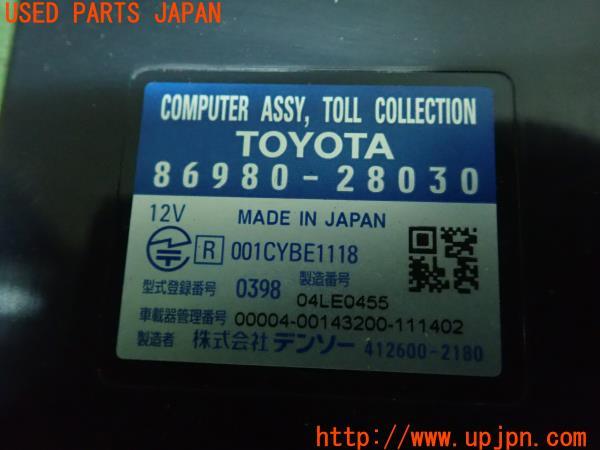 USED PARTS JAPAN
COMPUTER ASSY, TOLL COLLECTION
TOYOTA
86980-28030
12V MADE IN JAPAN
R 001CYBE1118
型式登録番号 0398 製造番号 04LE0455
車載器管理番号 00004-00143200-111402
製造者 株式会社デンソー 412600-2180
http://www.upjpn.com/